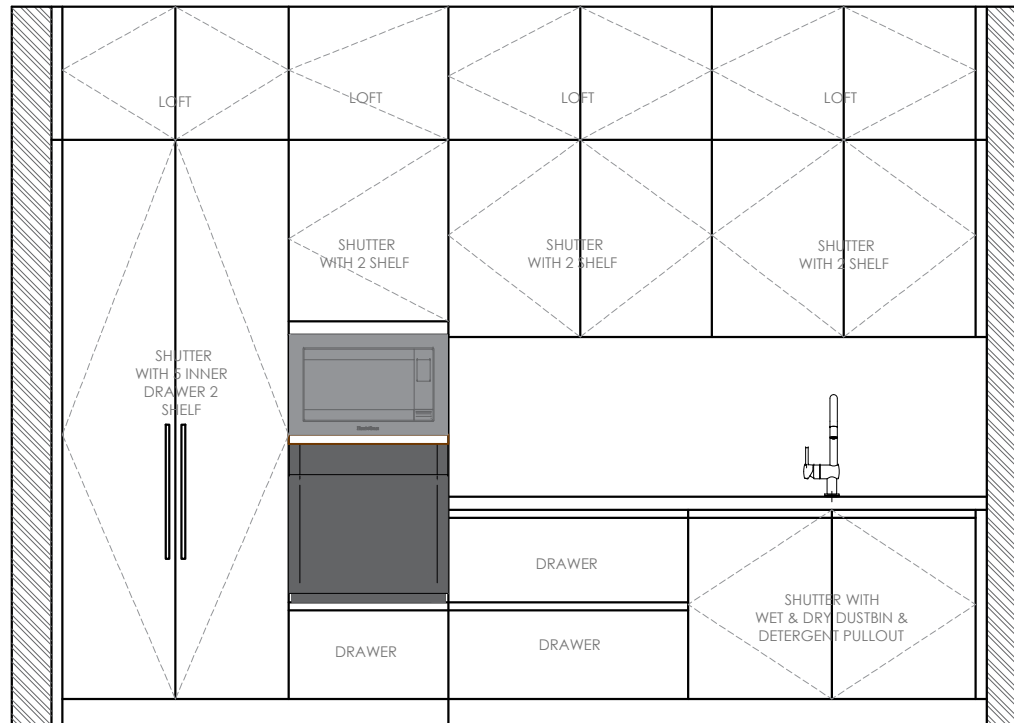 LOFT
LOFT
LOFT
LOFT
SHUTTER
WITH 2 SHELF
SHUTTER
WITH 2 SHELF
SHUTTER
WITH 2 SHELF
SHUTTER
WITH 5 INNER
DRAWER 2
SHELF
DRAWER
SHUTTER WITH
WET & DRY DUSTBIN &
DETERGENT PULLOUT
DRAWER
DRAWER